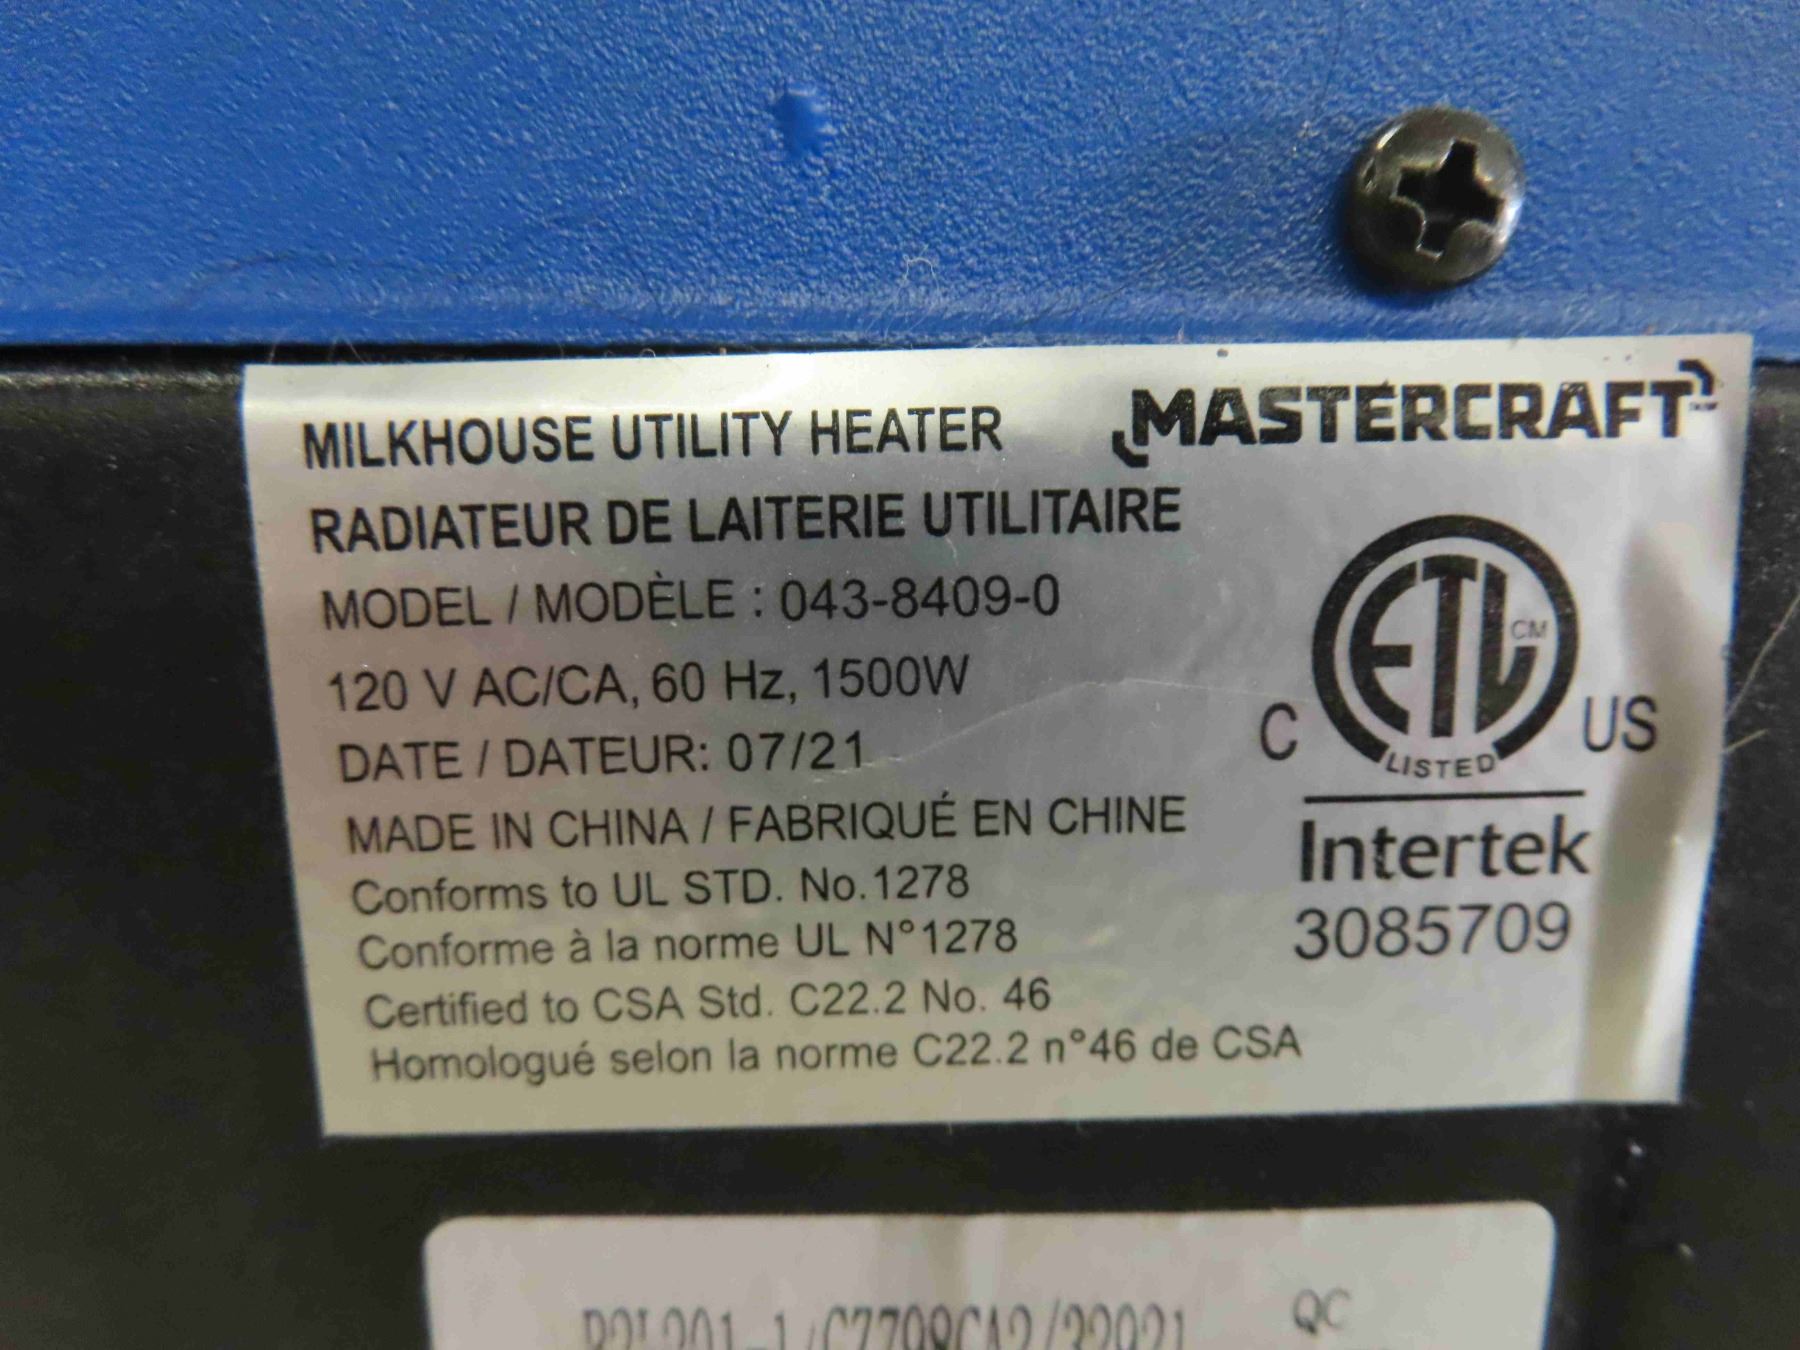 MILKHOUSE UTILITY HEATER
MASTERCRAFT™
RADIATEUR DE LAITERIE UTILITAIRE
MODEL / MODÈLE : 043-8409-0
120 V AC/CA, 60 Hz, 1500W
DATE / DATEUR: 07/21
MADE IN CHINA / FABRIQUÉ EN CHINE
Conforms to UL STD. No.1278
Conforme à la norme UL N°1278
Certified to CSA Std. C22.2 No. 46
Homologué selon la norme C22.2 n°46 de CSA
ETL CM
C US
LISTED
Intertek
3085709
QC